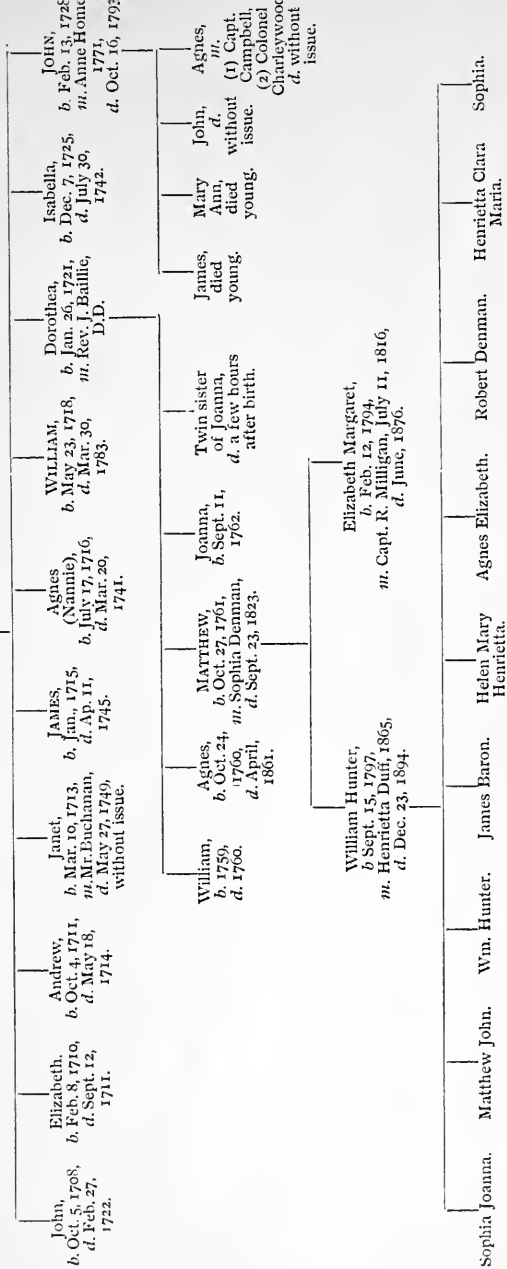 John,
b. Oct. 5, 1708,
d. Feb. 27,
1722.
Elizabeth.
b. Feb. 8, 1710,
d. Sept. 12,
1711.
Andrew,
b. Oct. 4, 1711,
d. May 18,
1714.
Janet,
b. Mar. 10, 1713,
m. Mr. Buchanan,
d. May 27, 1749,
without issue.
JAMES,
b. Jan., 1715,
d. Ap. 11,
1745.
Agnes
(Nannie),
b. July 17, 1716,
d. Mar. 20,
1741.
WILLIAM,
b. May 23, 1718,
d. Mar. 30,
1783.
Dorothea,
b. Jan. 26, 1721,
m. Rev. J. Baillie,
D.D.
Isabella,
b. Dec. 7, 1725,
d. July 30,
1742.
JOHN,
b. Feb. 13, 1728
m. Anne Home
1771,
d. Oct. 16, 1793
William,
b. 1759,
d. 1760.
Agnes,
b. Oct. 24,
1760,
d. April,
1861.
MATTHEW,
b. Oct. 27, 1761,
m. Sophia Denman,
d. Sept. 23, 1823.
Joanna,
b. Sept. 11,
1762.
Twin sister
of Joanna,
d. a few hours
after birth.
James,
died
young.
Mary
Ann,
died
young.
John,
d.
without
issue.
Agnes,
m.
(1) Capt.
Campbell,
(2) Colonel
Charleywood
d. without
issue.
William Hunter,
b Sept. 15, 1797,
m. Henrietta Duff, 1865,
d. Dec. 23, 1894.
Elizabeth Margaret,
b. Feb. 12, 1794,
m. Capt. R. Milligan, July 11, 1816,
d. June, 1876.
Sophia Joanna.
Matthew John.
Wm. Hunter.
James Baron.
Helen Mary
Henrietta.
Agnes Elizabeth.
Robert Denman.
Henrietta Clara
Maria.
Sophia.